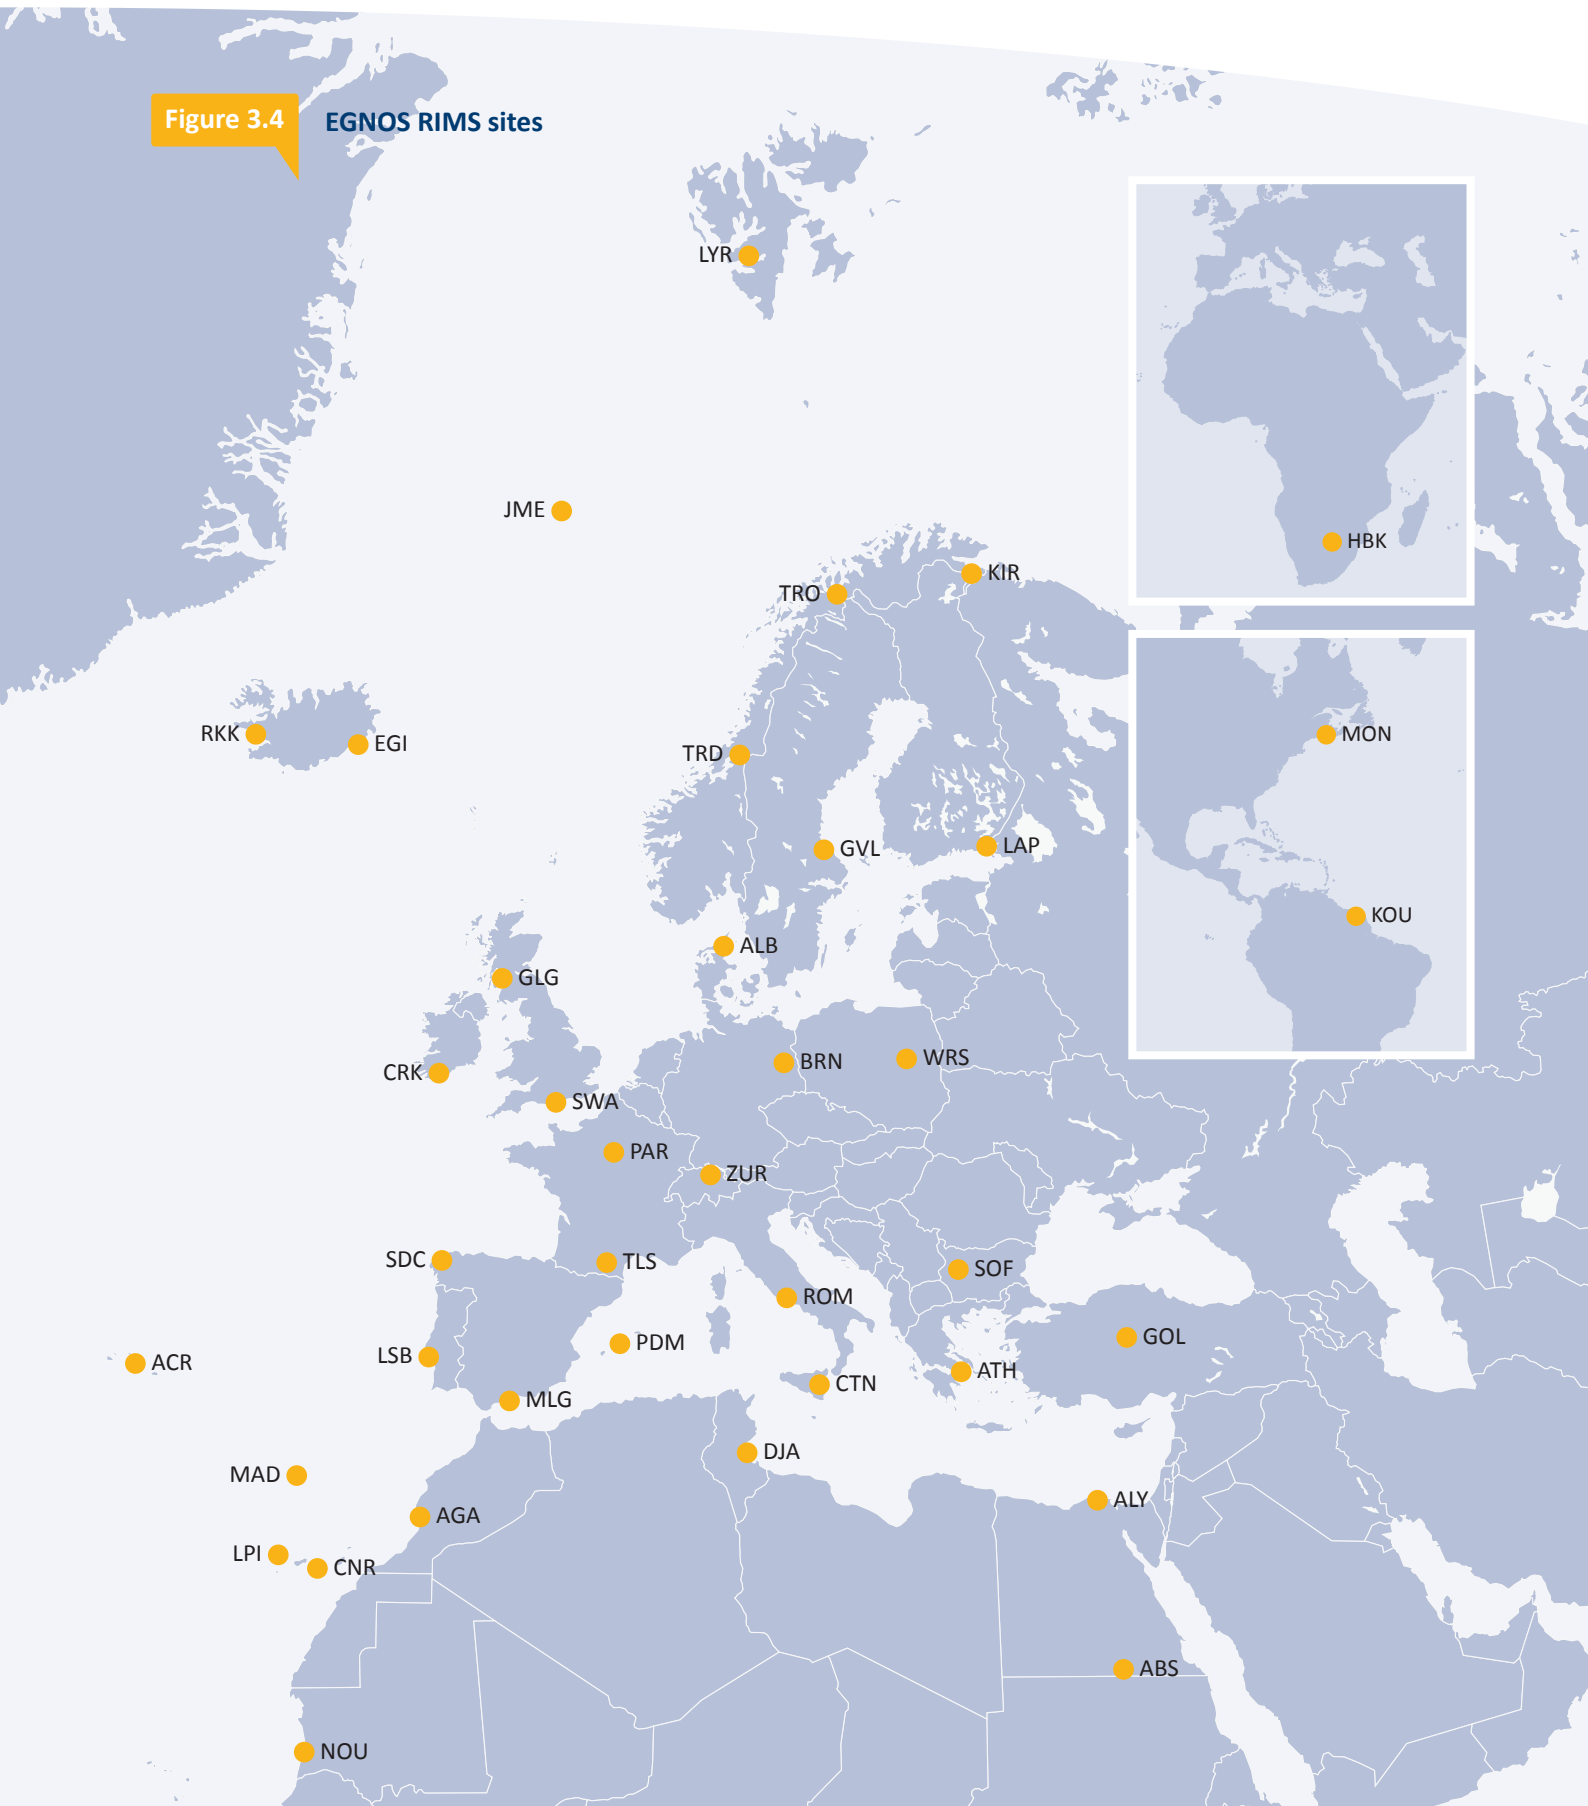 Figure 3.4
EGNOS RIMS sites
LYR
JME
HBK
KIR
TRO
RKK
EGI
MON
TRD
GVL
LAP
KOU
ALB
GLG
CRK
BRN
WRS
SWA
PAR
ZUR
SDC
TLS
SOF
ROM
GOL
PDM
LSB
ACR
ATH
CTN
MLG
DJA
MAD
ALY
AGA
LPI
CNR
ABS
NOU